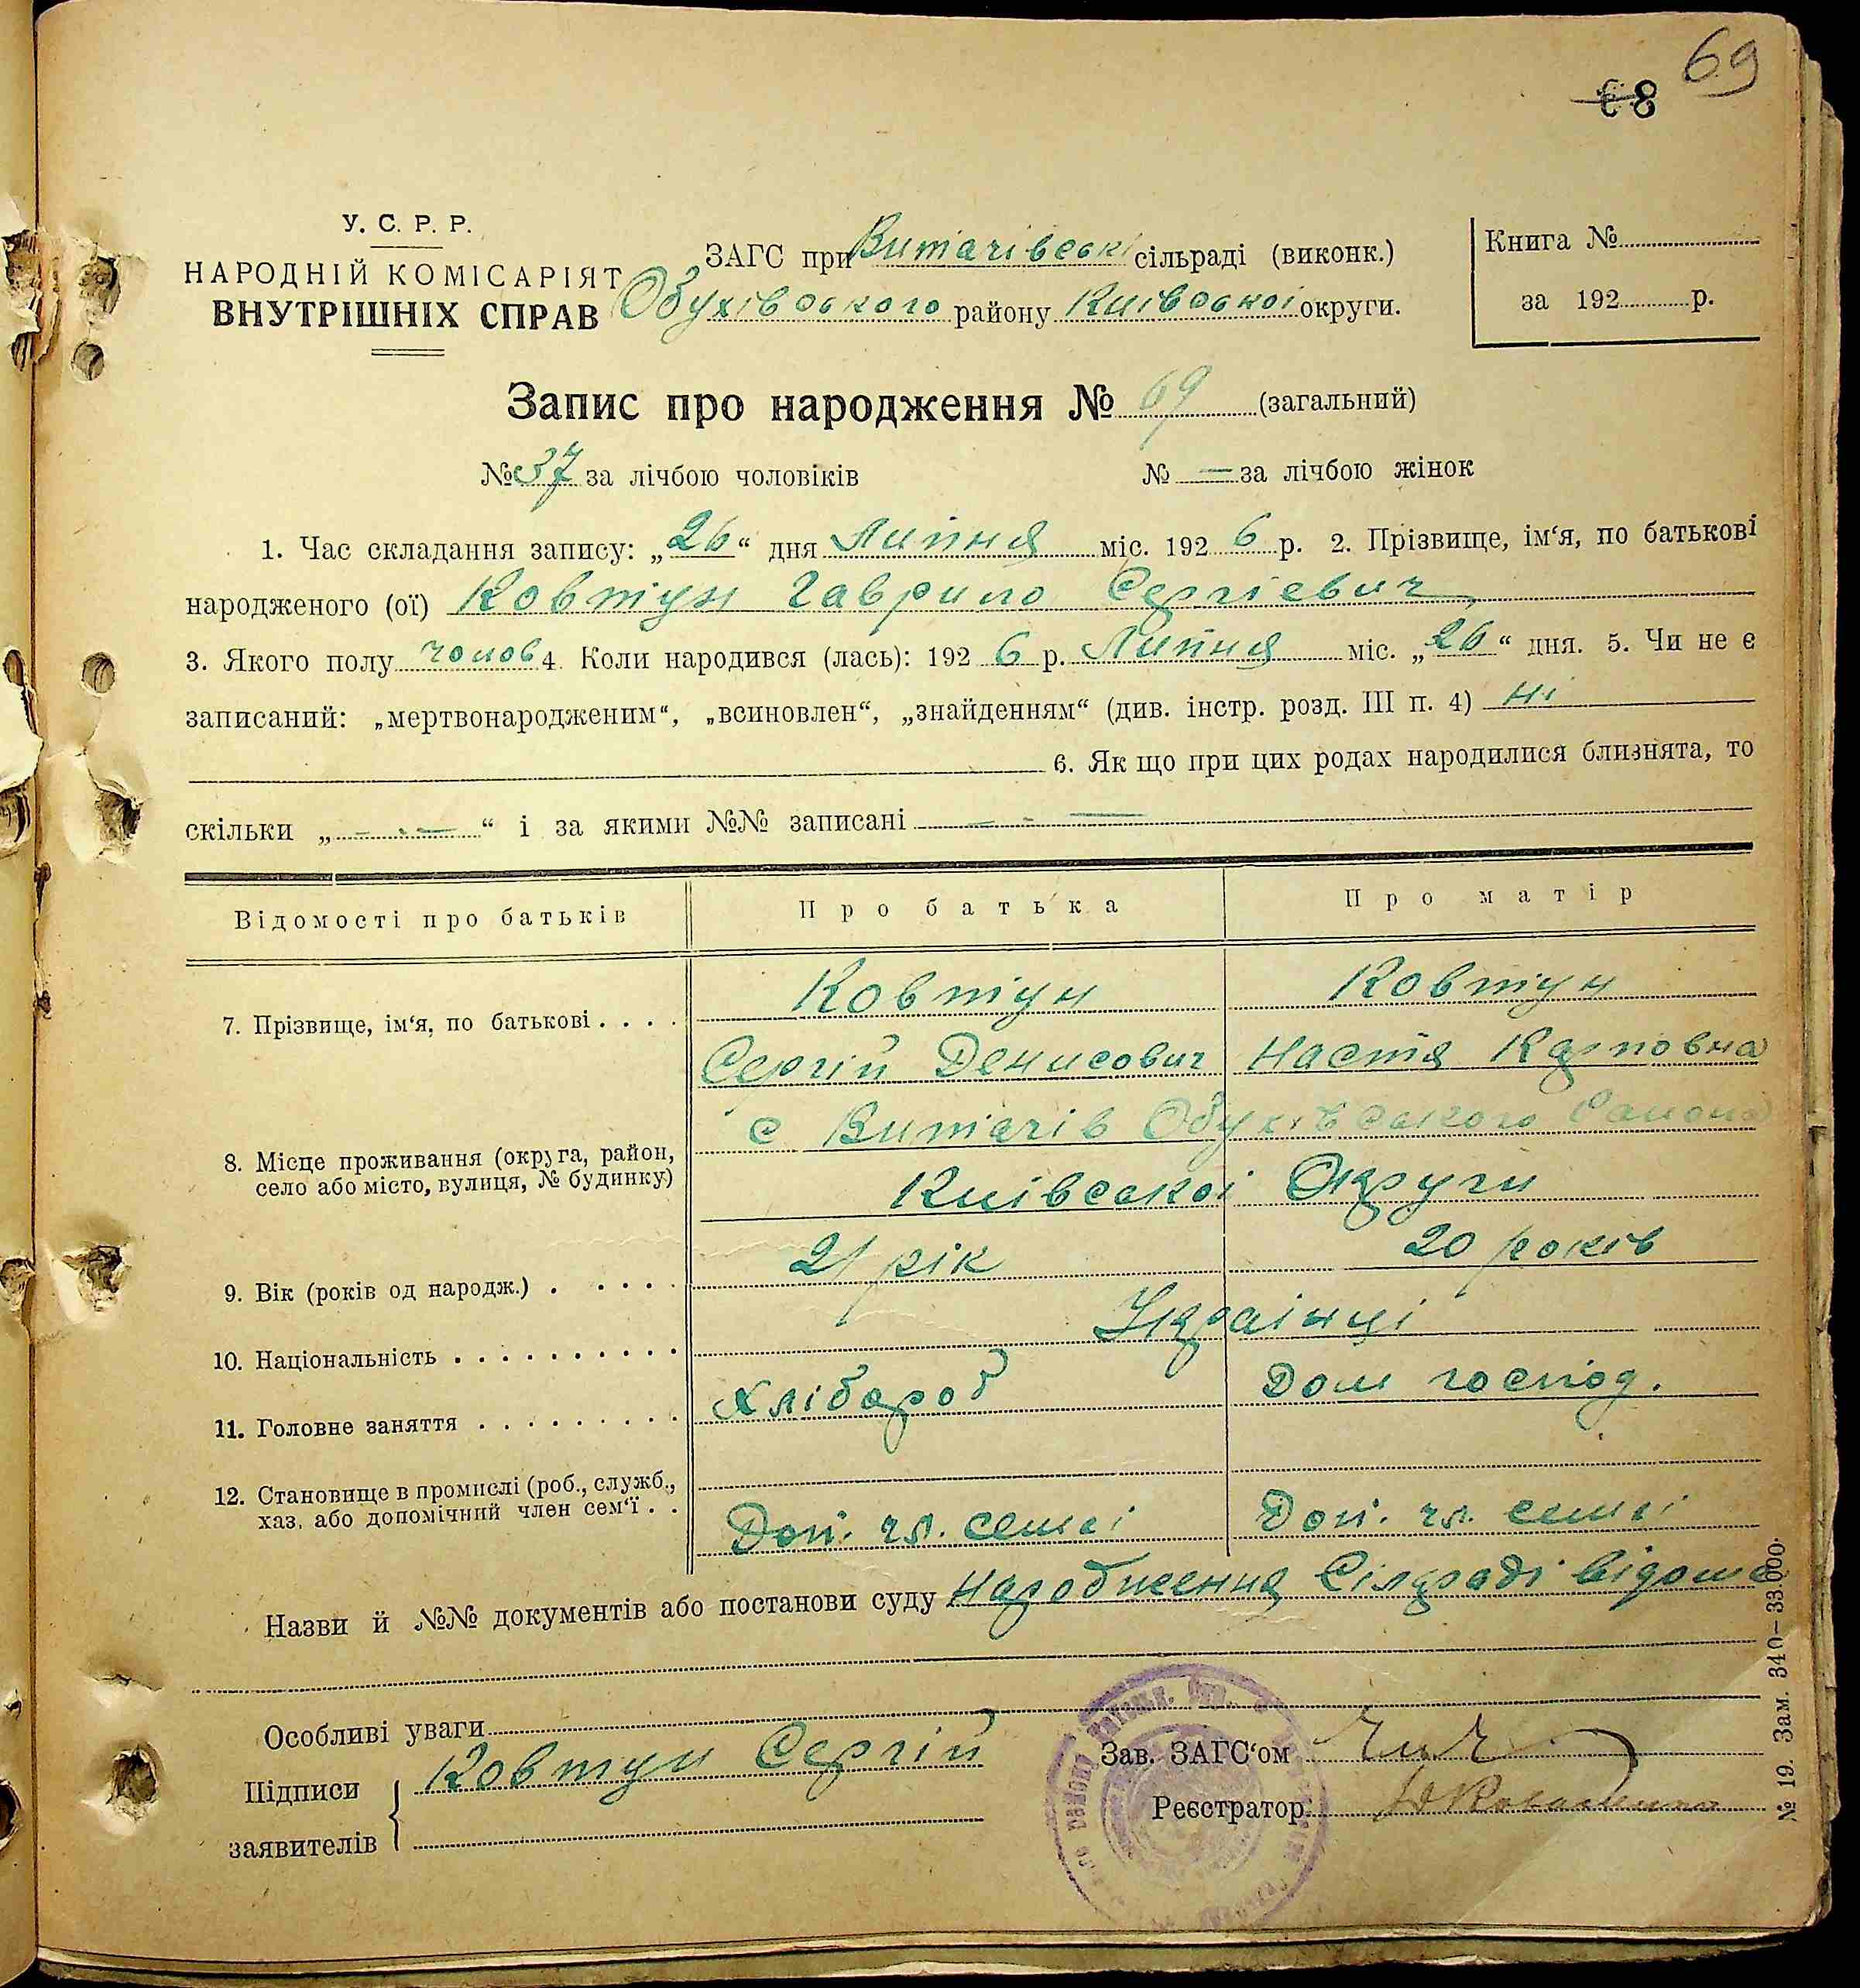 69
68
У. С. Р. Р.
НАРОДНІЙ КОМІСАРІЯТ
ВНУТРІШНІХ СПРАВ
ЗАГС при Витачівські сільраді (виконк.)
Обухівського району Київської округи.
Книга №
за 192 р.
Запис про народження № 69 (загальний)
№ 37 за лічбою чоловіків № — за лічбою жінок
1. Час складання запису: „26“ дня Липня міс. 1926 р. 2. Прізвище, ім‘я, по батькові
народженого (ої) Ковтун Гаврило Сергієвич
3. Якого полу чолов 4. Коли народився (лась): 1926 р. Липня міс. „26“ дня. 5. Чи не є
записаний: „мертвонародженим“, „всиновлен“, „знайденням“ (див. інстр. розд. III п. 4) ні
6. Як що при цих родах народилися близнята, то
скільки „— —“ і за якими №№ записані — - —
Відомості про батьків Про батька Про матір
7. Прізвище, ім‘я, по батькові . . . . Ковтун Ковтун
Сергій Денисович Настя Карповна
8. Місце проживання (округа, район, село або місто, вулиця, № будинку) с Витачів Обухівського Району
Київської Округи
9. Вік (років од народж.) . . . . . 21 рік 20 років
10. Національність . . . . . . . . . . Українці
11. Головне заняття . . . . . . . . . Хлібороб Дом господ.
12. Становище в промислі (роб., служб.,
хаз. або допомічний член сем‘ї . . Доп. чл. семеї Доп. чл. семеї
Назви й №№ документів або постанови суду Народження Сілраді відомо
Особливі уваги
Підписи заявителів { Ковтун Сергій
Зав. ЗАГС‘ом
Реєстратор
№ 19. Зам. 340–33.000.